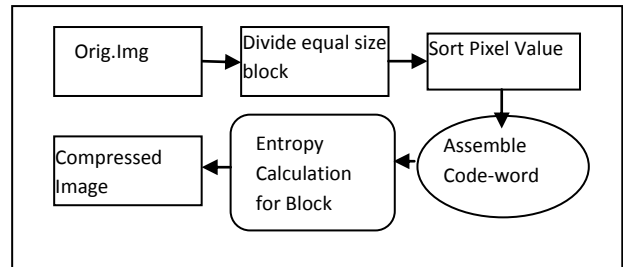 Orig.Img
Divide equal size
block
Sort Pixel Value
Assemble
Code-word
Entropy
Calculation
for Block
Compressed
Image